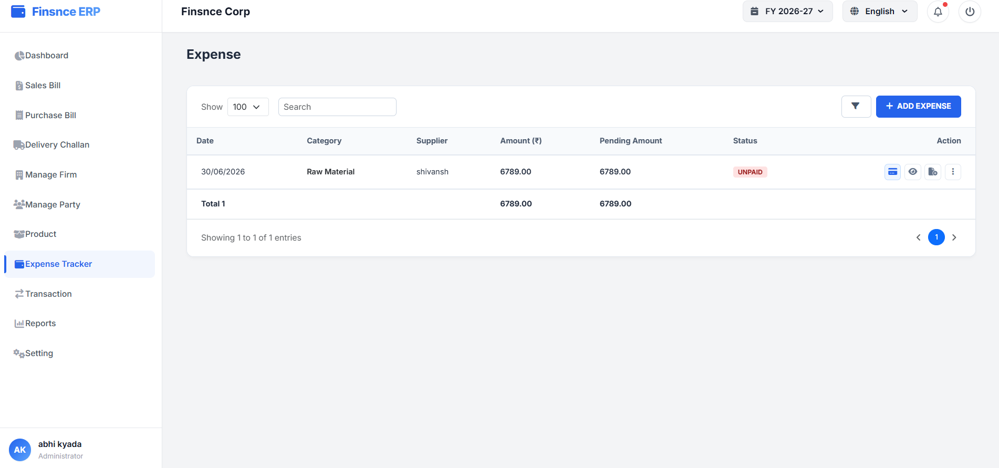 Finsnce ERP
Finsnce Corp
FY 2026-27
English
Dashboard
Sales Bill
Purchase Bill
Delivery Challan
Manage Firm
Manage Party
Product
Expense Tracker
Transaction
Reports
Setting
AK
abhi kyada
Administrator
Expense
Show 100 Search
ADD EXPENSE
Date Category Supplier Amount (₹) Pending Amount Status Action
30/06/2026 Raw Material shivansh 6789.00 6789.00 UNPAID
Total 1 6789.00 6789.00
Showing 1 to 1 of 1 entries
1